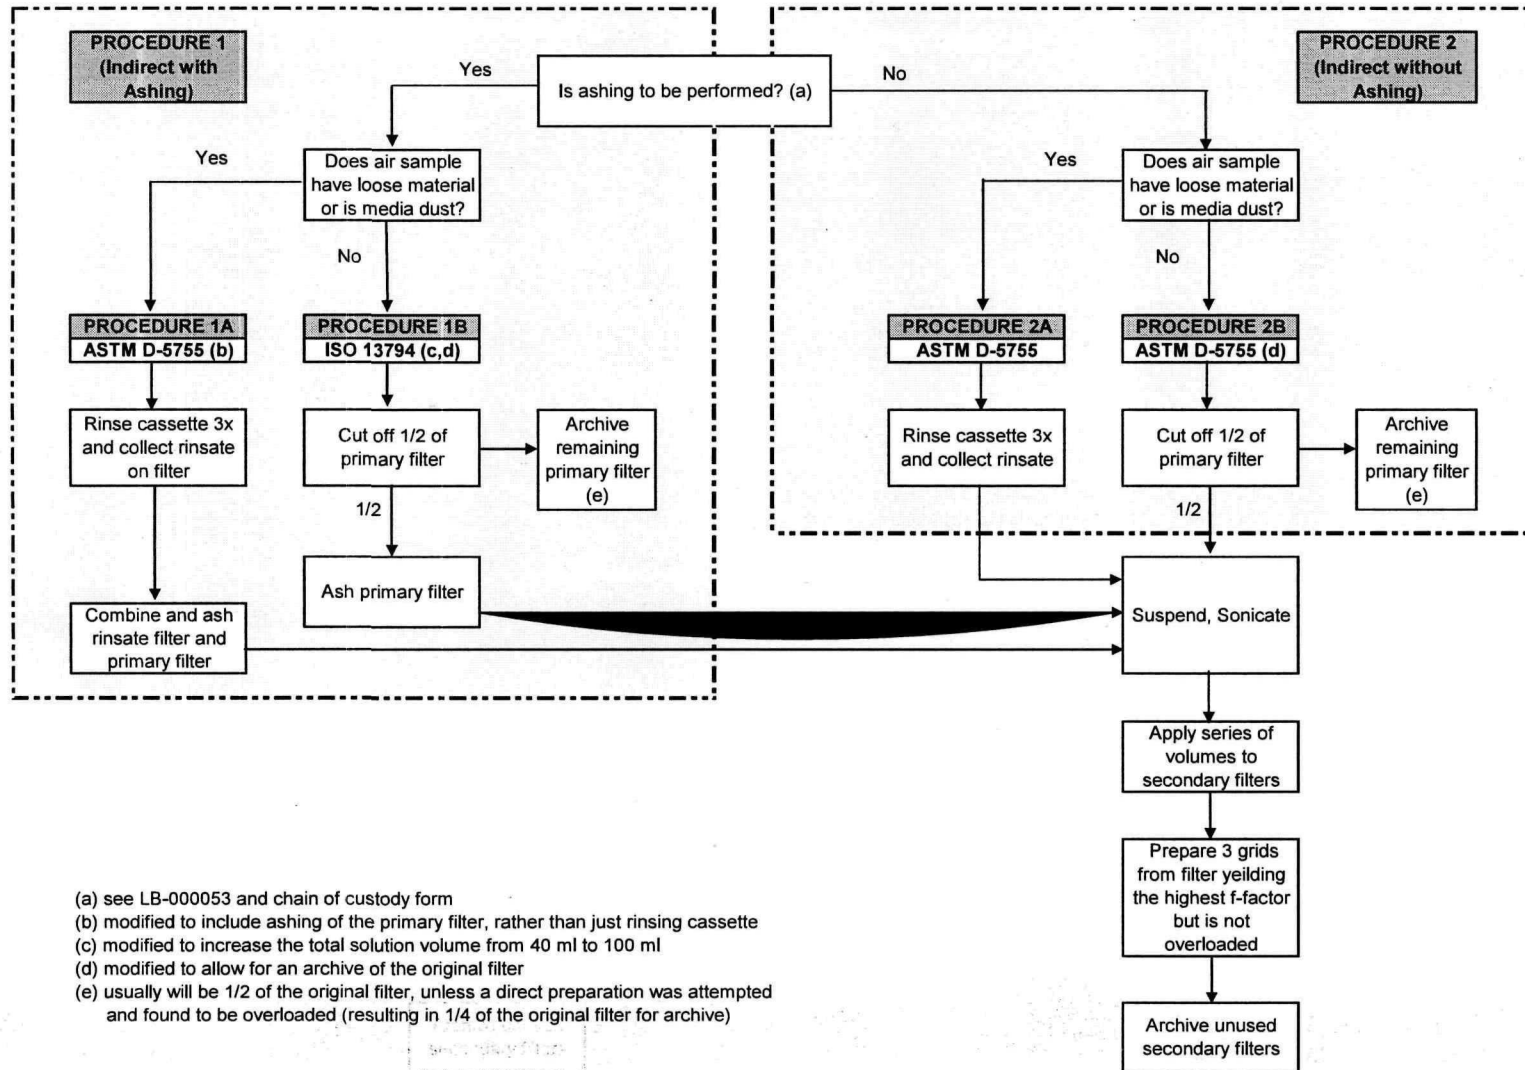 PROCEDURE 1
(Indirect with
Ashing)
Yes
Is ashing to be performed? (a)
No
PROCEDURE 2
(Indirect without
Ashing)
Yes
Does air sample
have loose material
or is media dust?
No
Yes
Does air sample
have loose material
or is media dust?
No
PROCEDURE 1A
ASTM D-5755 (b)
PROCEDURE 1B
ISO 13794 (c,d)
PROCEDURE 2A
ASTM D-5755
PROCEDURE 2B
ASTM D-5755 (d)
Rinse cassette 3x
and collect rinsate
on filter
Cut off 1/2 of
primary filter
Archive
remaining
primary filter
(e)
Rinse cassette 3x
and collect rinsate
Cut off 1/2 of
primary filter
Archive
remaining
primary filter
(e)
1/2
1/2
Ash primary filter
Combine and ash
rinsate filter and
primary filter
Suspend, Sonicate
Apply series of
volumes to
secondary filters
Prepare 3 grids
from filter yeilding
the highest f-factor
but is not
overloaded
Archive unused
secondary filters
(a) see LB-000053 and chain of custody form
(b) modified to include ashing of the primary filter, rather than just rinsing cassette
(c) modified to increase the total solution volume from 40 ml to 100 ml
(d) modified to allow for an archive of the original filter
(e) usually will be 1/2 of the original filter, unless a direct preparation was attempted
and found to be overloaded (resulting in 1/4 of the original filter for archive)